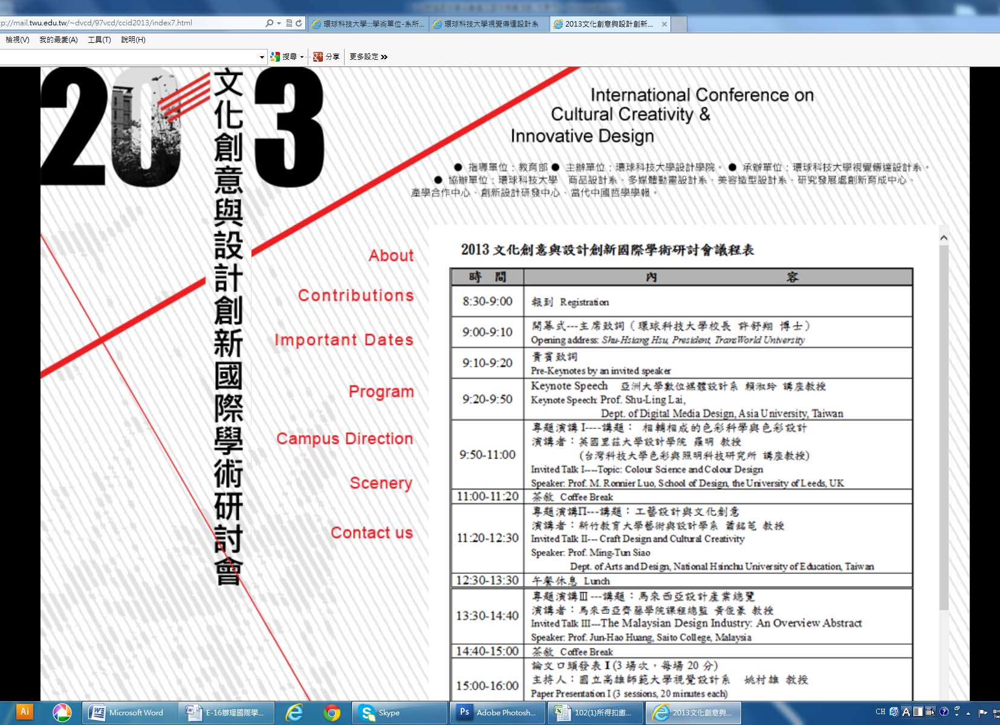 p://mail.twu.edu.tw/~dvcd/97vcd/ccid2013/index7.html
環球科技大學:::學術單位-系所...
環球科技大學視覺傳達設計系
2013文化創意與設計創新...
檢視(V) 我的最愛(A) 工具(T) 說明(H)
搜尋 分享 更多設定
2013
文化創意與設計創新國際學術研討會
International Conference on
Cultural Creativity &
Innovative Design
● 指導單位：教育部 ● 主辦單位：環球科技大學設計學院。 ● 承辦單位：環球科技大學視覺傳達設計系。
● 協辦單位：環球科技大學 商品設計系、多媒體動畫設計系、美容造型設計系、研究發展處創新育成中心、
產學合作中心、創新設計研發中心、當代中國哲學學報。
About
Contributions
Important Dates
Program
Campus Direction
Scenery
Contact us
2013 文化創意與設計創新國際學術研討會議程表
時 間 內 容
8:30-9:00 報到 Registration
9:00-9:10 開幕式---主席致詞（環球科技大學校長 許舒翔 博士）
Opening address: Shu-Hsiang Hsu, President, TransWorld University
9:10-9:20 貴賓致詞
Pre-Keynotes by an invited speaker
9:20-9:50 Keynote Speech 亞洲大學數位媒體設計系 賴淑玲 講座教授
Keynote Speech: Prof. Shu-Ling Lai,
Dept. of Digital Media Design, Asia University, Taiwan
9:50-11:00 專題演講 I----講題： 相輔相成的色彩科學與色彩設計
演講者：英國里茲大學設計學院 羅明 教授
(台灣科技大學色彩與照明科技研究所 講座教授)
Invited Talk I----Topic: Colour Science and Colour Design
Speaker: Prof. M. Ronnier Luo, School of Design, the University of Leeds, UK
11:00-11:20 茶敘 Coffee Break
11:20-12:30 專題演講Π---講題：工藝設計與文化創意
演講者：新竹教育大學藝術與設計學系 蕭銘芚 教授
Invited Talk II--- Craft Design and Cultural Creativity
Speaker: Prof. Ming-Tun Siao
Dept. of Arts and Design, National Hsinchu University of Education, Taiwan
12:30-13:30 午餐休息 Lunch
13:30-14:40 專題演講Ⅲ ---講題：馬來西亞設計產業總覽
演講者：馬來西亞齊藤學院課程總監 黃俊豪 教授
Invited Talk III---The Malaysian Design Industry: An Overview Abstract
Speaker: Prof. Jun-Hao Huang, Saito College, Malaysia
14:40-15:00 茶敘 Coffee Break
15:00-16:00 論文口頭發表 I (3 場次，每場 20 分)
主持人：國立高雄師範大學視覺設計系 姚村雄 教授
Paper Presentation I (3 sessions, 20 minutes each)
Ai
Microsoft Word
E-16辦理國際學...
Skype
Ps Adobe Photosh...
102(1)所得扣繳...
2013文化創意與...
CH